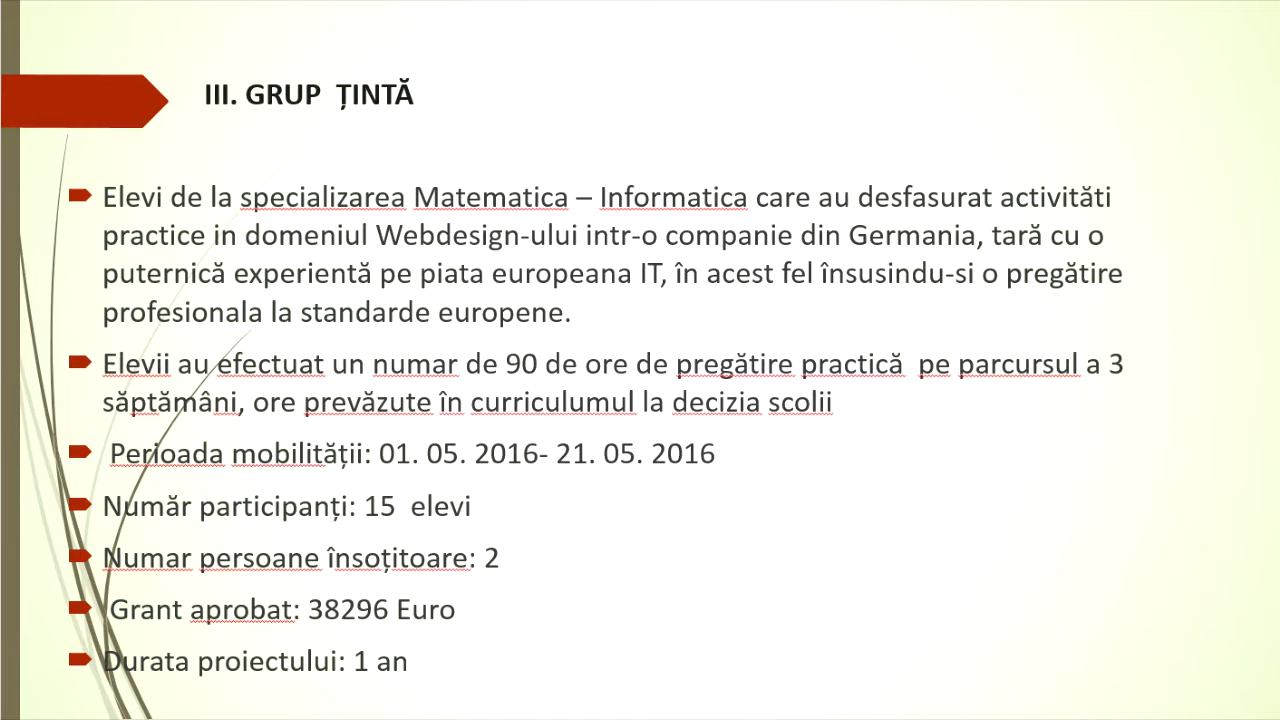 III. GRUP  ȚINTĂ
Elevi de la specializarea Matematica – Informatica care au desfasurat activităti
practice in domeniul Webdesign-ului intr-o companie din Germania, tară cu o
puternică experientă pe piata europeana IT, în acest fel însusindu-si o pregătire
profesionala la standarde europene.
Elevii au efectuat un numar de 90 de ore de pregătire practică  pe parcursul a 3
săptămâni, ore prevăzute în curriculumul la decizia scolii
Perioada mobilității: 01. 05. 2016- 21. 05. 2016
Număr participanți: 15  elevi
Numar persoane însoțitoare: 2
Grant aprobat: 38296 Euro
Durata proiectului: 1 an